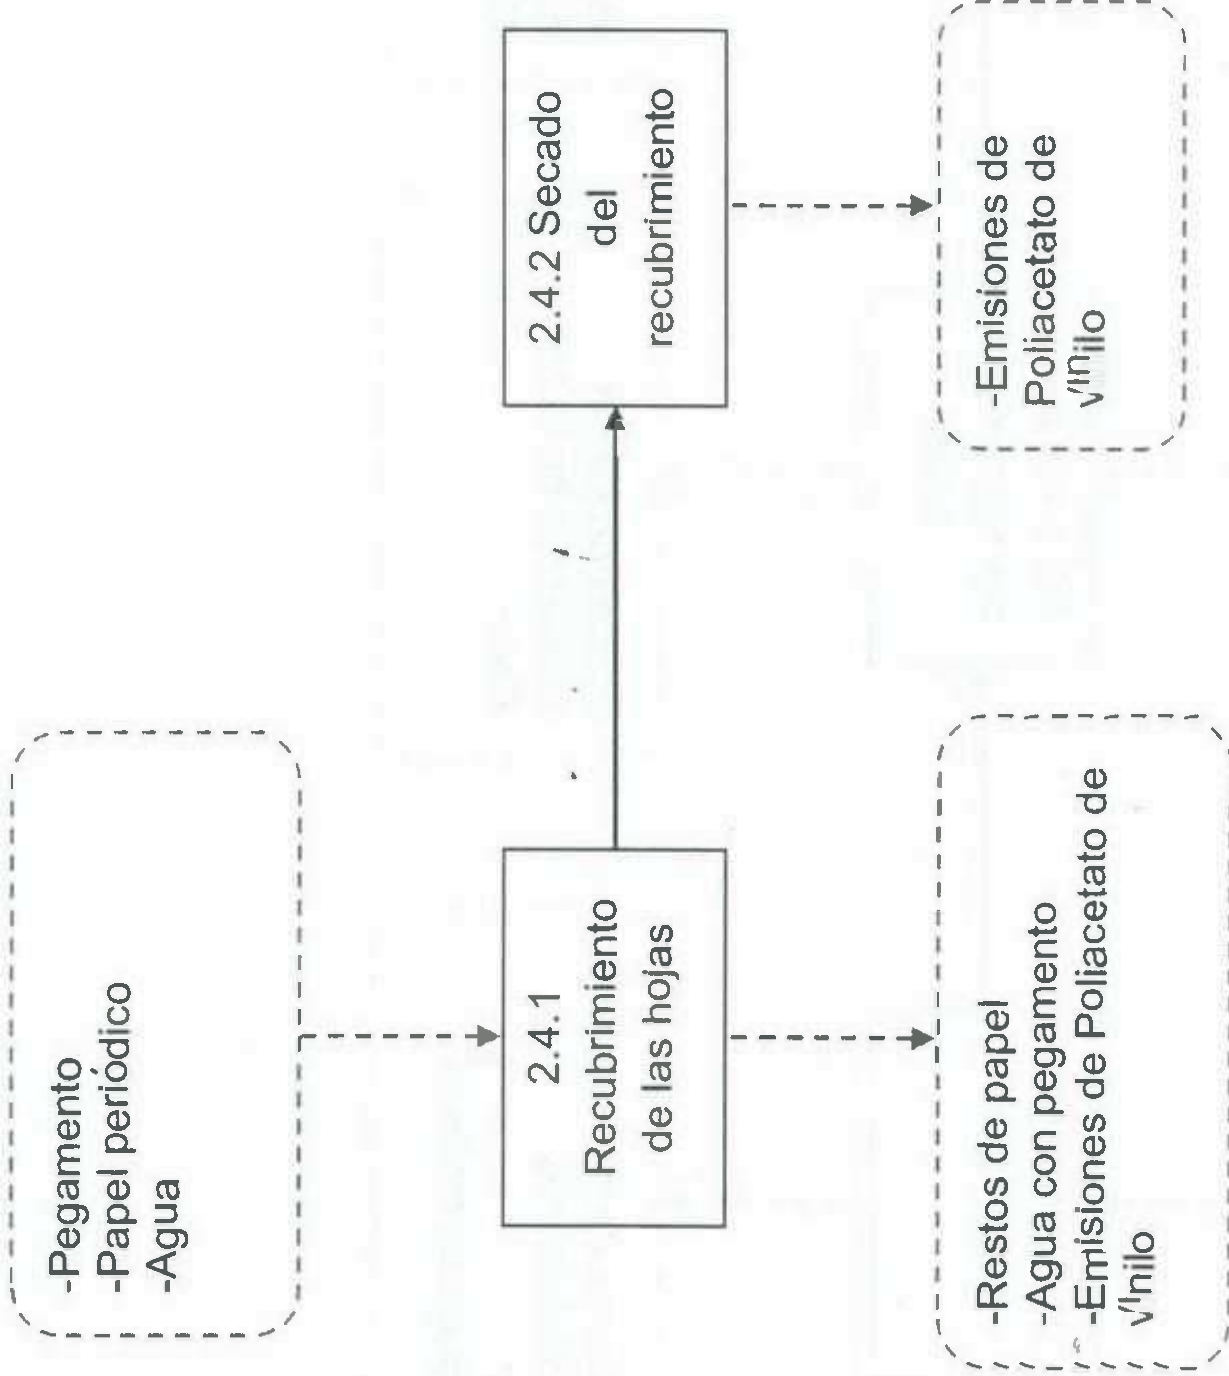 -Pegamento
-Papel periódico
-Agua
2.4.1
Recubrimiento
de las hojas
2.4.2 Secado
del
recubrimiento
-Restos de papel
-Agua con pegamento
-Emisiones de Poliacetato de
vinilo
-Emisiones de
Poliacetato de
vinilo